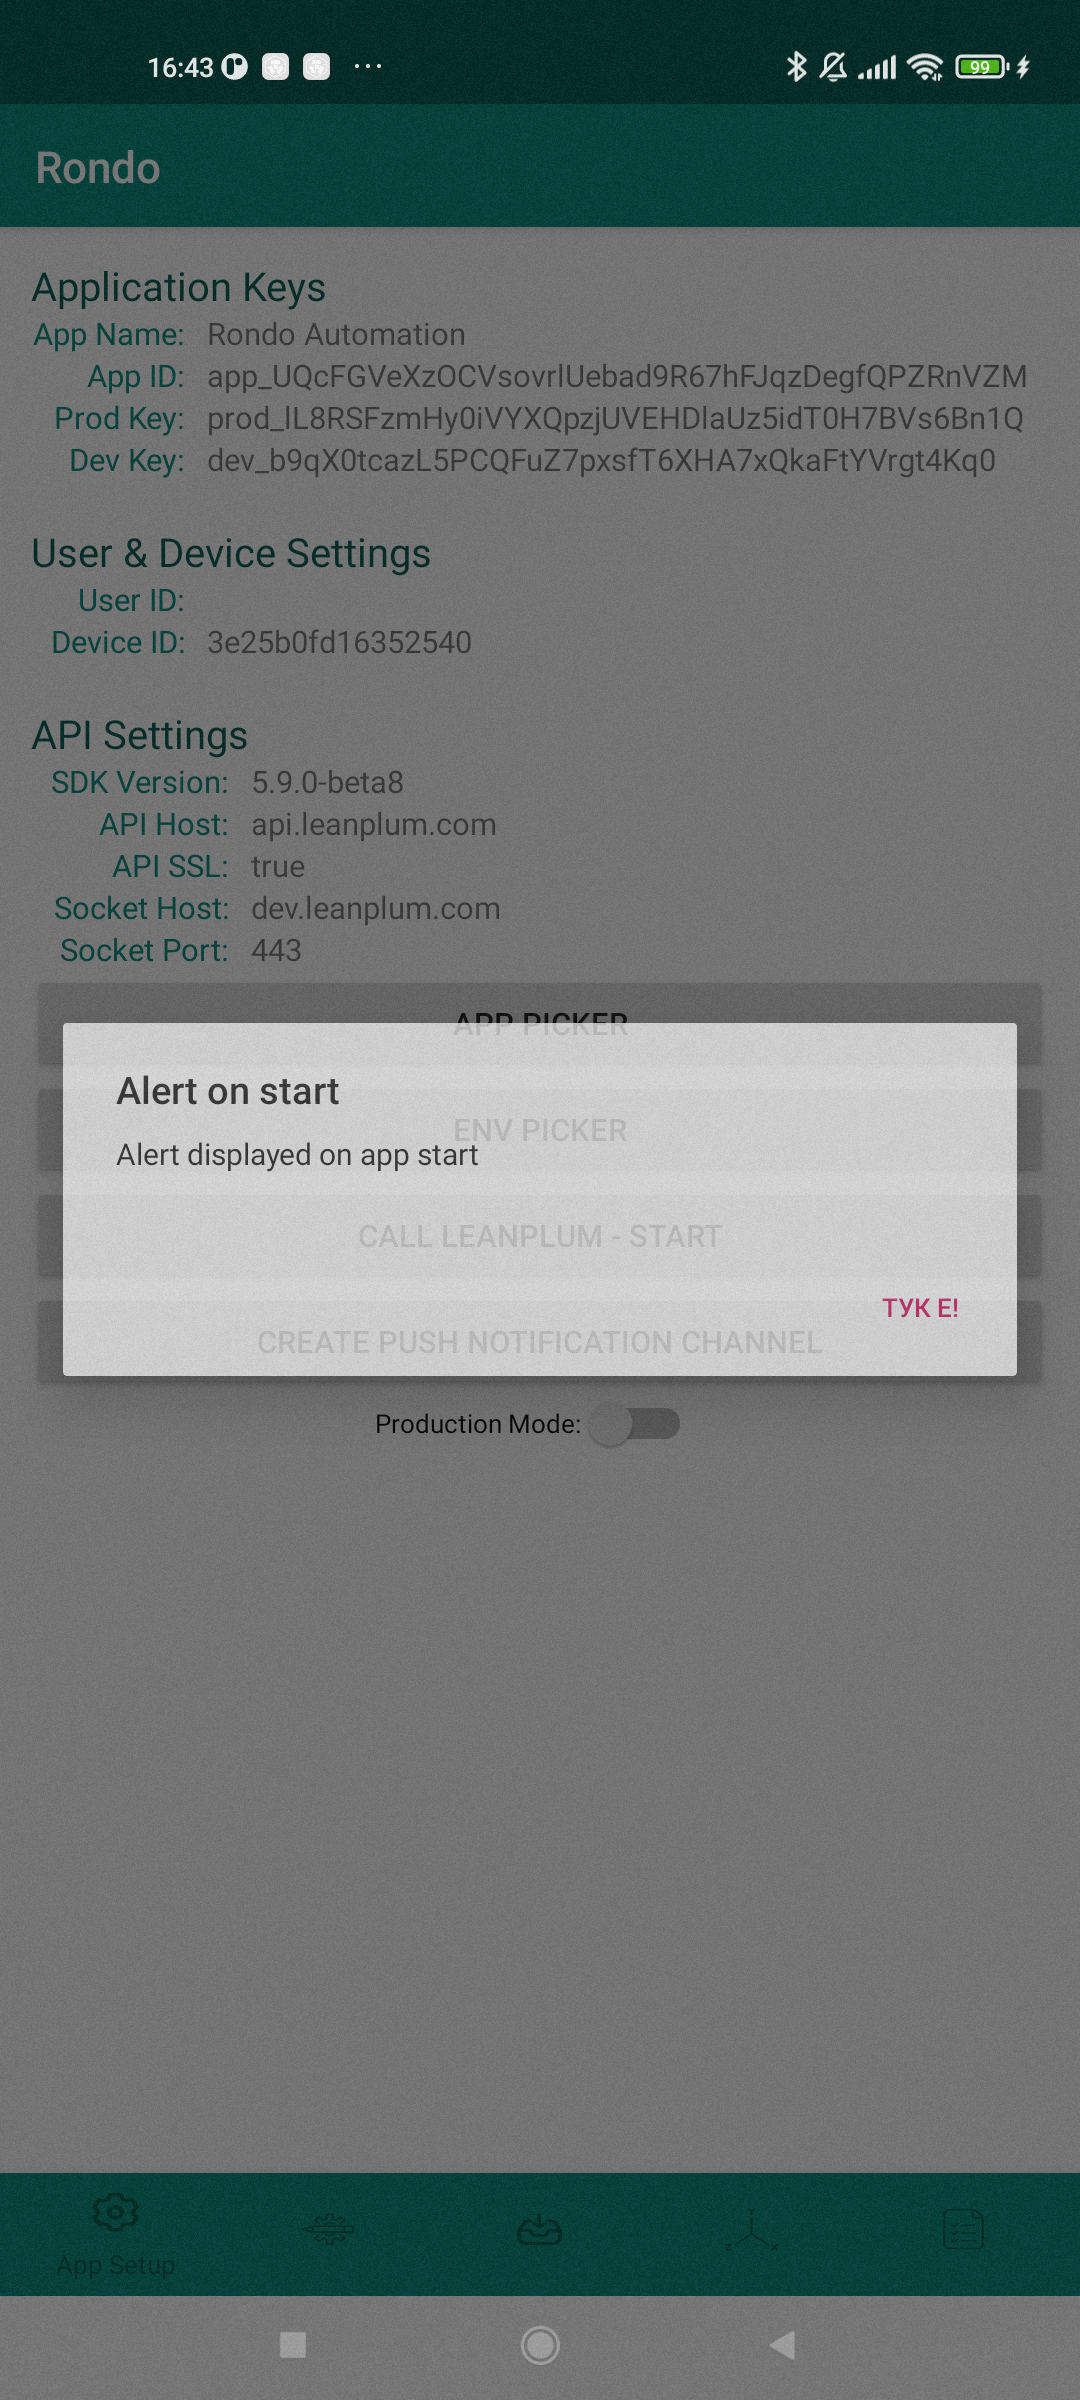 16:43
99
Rondo
Application Keys
App Name: Rondo Automation
App ID: app_UQcFGVeXzOCVsovrlUebad9R67hFJqzDegfQPZRnVZM
Prod Key: prod_lL8RSFzmHy0iVYXQpzjUVEHDlaUz5idT0H7BVs6Bn1Q
Dev Key: dev_b9qX0tcazL5PCQFuZ7pxsfT6XHA7xQkaFtYVrgt4Kq0
User & Device Settings
User ID:
Device ID: 3e25b0fd16352540
API Settings
SDK Version: 5.9.0-beta8
API Host: api.leanplum.com
API SSL: true
Socket Host: dev.leanplum.com
Socket Port: 443
APP PICKER
Alert on start
ENV PICKER
Alert displayed on app start
CALL LEANPLUM - START
ТУК Е!
CREATE PUSH NOTIFICATION CHANNEL
Production Mode:
App Setup